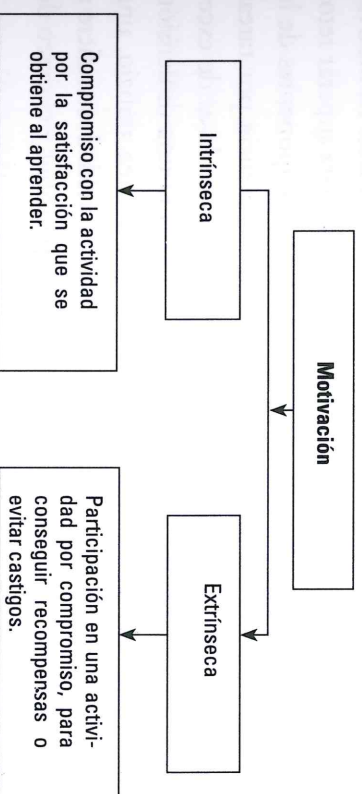 Motivación
Intrínseca
Extrínseca
Compromiso con la actividad
por la satisfacción que se
obtiene al aprender.
Participación en una activi-
dad por compromiso, para
conseguir recompensas o
evitar castigos.